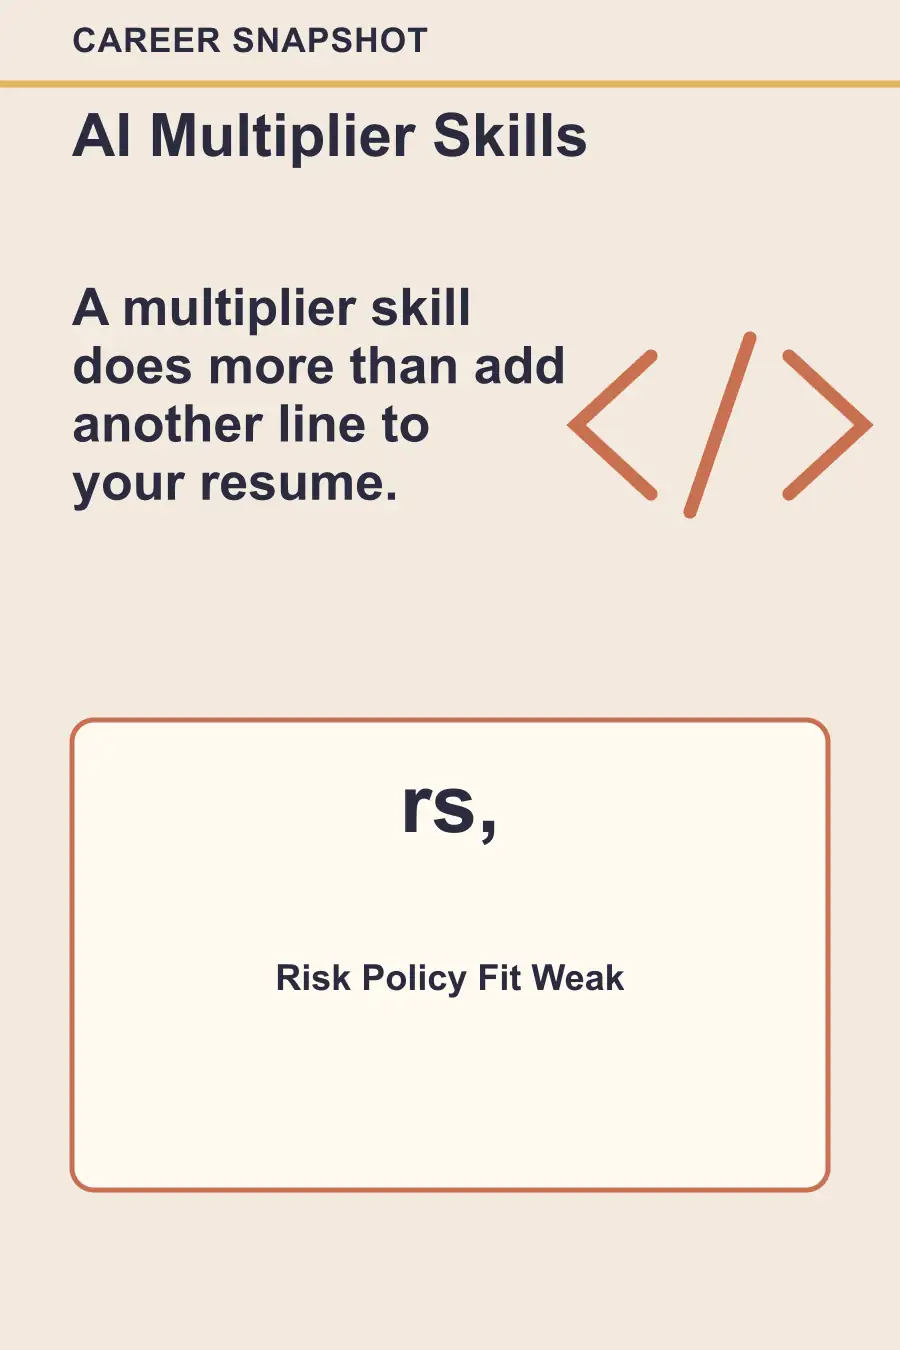 CAREER SNAPSHOT
AI Multiplier Skills
A multiplier skill
does more than add
another line to
your resume.
rs,
Risk Policy Fit Weak